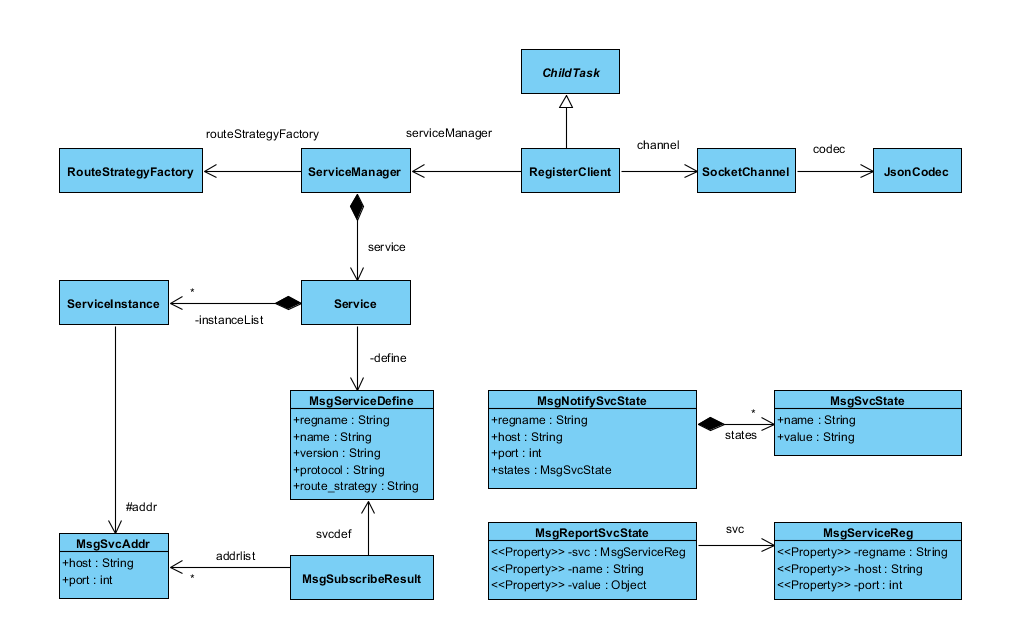 ChildTask
routeStrategyFactory
serviceManager
channel
codec
RouteStrategyFactory
ServiceManager
RegisterClient
SocketChannel
JsonCodec
service
ServiceInstance
*
-instanceList
Service
-define
MsgServiceDefine
+regname : String
+name : String
+version : String
+protocol : String
+route_strategy : String
MsgNotifySvcState
+regname : String
+host : String
+port : int
+states : MsgSvcState
*
states
MsgSvcState
+name : String
+value : String
#addr
MsgSvcAddr
+host : String
+port : int
addrlist
*
svcdef
MsgSubscribeResult
MsgReportSvcState
<<Property>> -svc : MsgServiceReg
<<Property>> -name : String
<<Property>> -value : Object
svc
MsgServiceReg
<<Property>> -regname : String
<<Property>> -host : String
<<Property>> -port : int